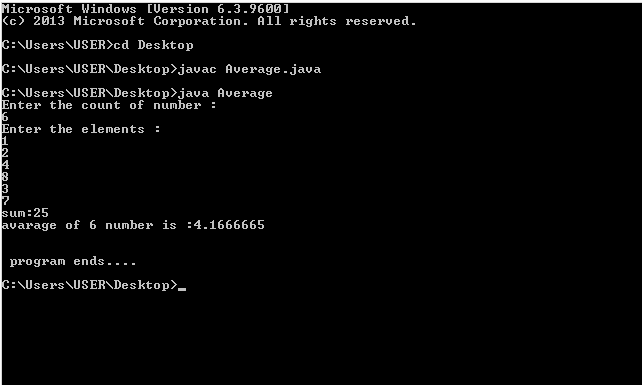 Microsoft Windows [Version 6.3.9600]
(c) 2013 Microsoft Corporation. All rights reserved.
C:\Users\USER>cd Desktop
C:\Users\USER\Desktop>javac Average.java
C:\Users\USER\Desktop>java Average
Enter the count of number :
6
Enter the elements :
1
2
4
8
3
7
sum:25
avarage of 6 number is :4.1666665
program ends....
C:\Users\USER\Desktop>_